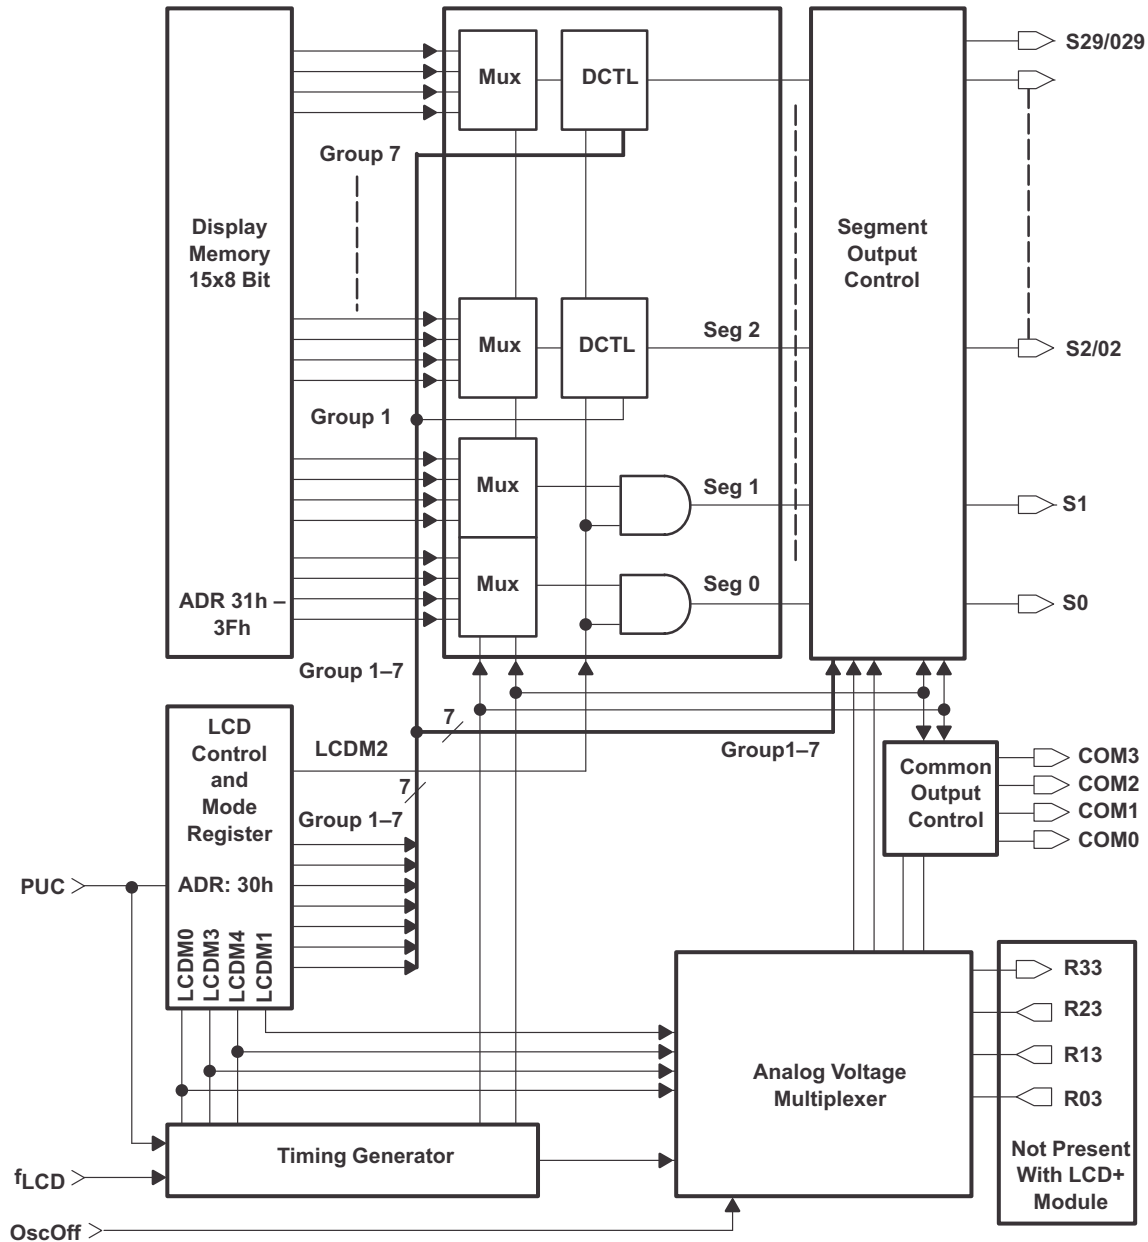 Mux
DCTL
S29/029
Group 7
Display
Memory
15x8 Bit
Segment
Output
Control
Mux
DCTL
Seg 2
S2/02
Group 1
Mux
Seg 1
S1
Mux
Seg 0
S0
ADR 31h –
3Fh
Group 1–7
LCD
Control
and
Mode
Register
LCDM2
7
7
Group1–7
Group 1–7
Common
Output
Control
COM3
COM2
COM1
COM0
PUC
ADR: 30h
LCDM0
LCDM3
LCDM4
LCDM1
Analog Voltage
Multiplexer
R33
R23
R13
R03
Not Present
With LCD+
Module
Timing Generator
fLCD
OscOff